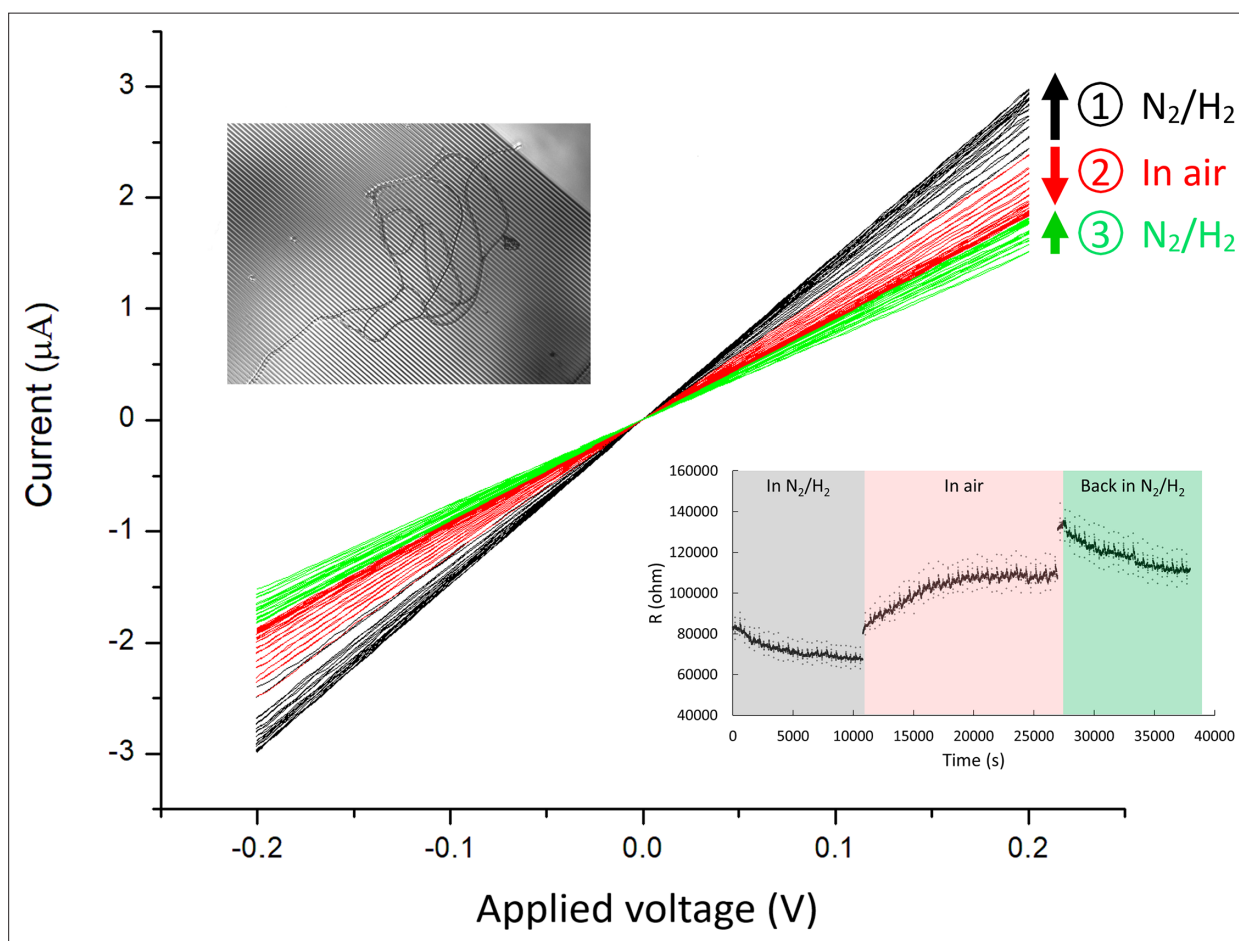 3
2
1
0
-1
-2
-3
Current (µA)
-0.2
-0.1
0.0
0.1
0.2
Applied voltage (V)
① N₂/H₂
② In air
③ N₂/H₂
160000
140000
120000
100000
80000
60000
40000
R (ohm)
In N₂/H₂
In air
Back in N₂/H₂
0
5000
10000
15000
20000
25000
30000
35000
40000
Time (s)